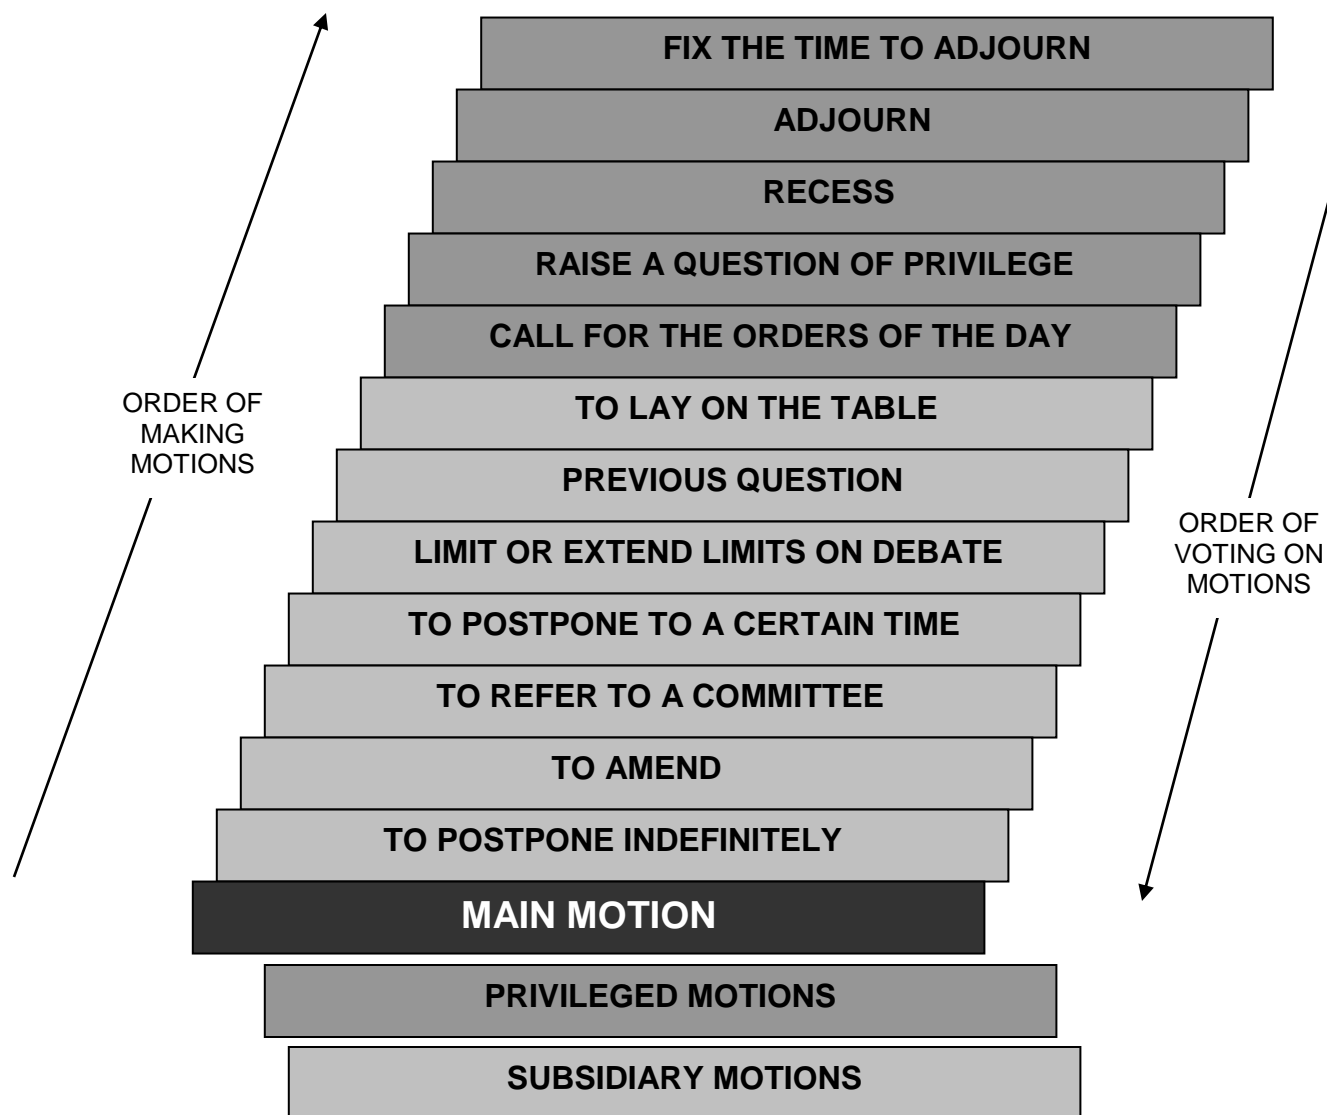 FIX THE TIME TO ADJOURN
ADJOURN
RECESS
RAISE A QUESTION OF PRIVILEGE
CALL FOR THE ORDERS OF THE DAY
TO LAY ON THE TABLE
PREVIOUS QUESTION
LIMIT OR EXTEND LIMITS ON DEBATE
TO POSTPONE TO A CERTAIN TIME
TO REFER TO A COMMITTEE
TO AMEND
TO POSTPONE INDEFINITELY
MAIN MOTION
PRIVILEGED MOTIONS
SUBSIDIARY MOTIONS
ORDER OF
MAKING
MOTIONS
ORDER OF
VOTING ON
MOTIONS